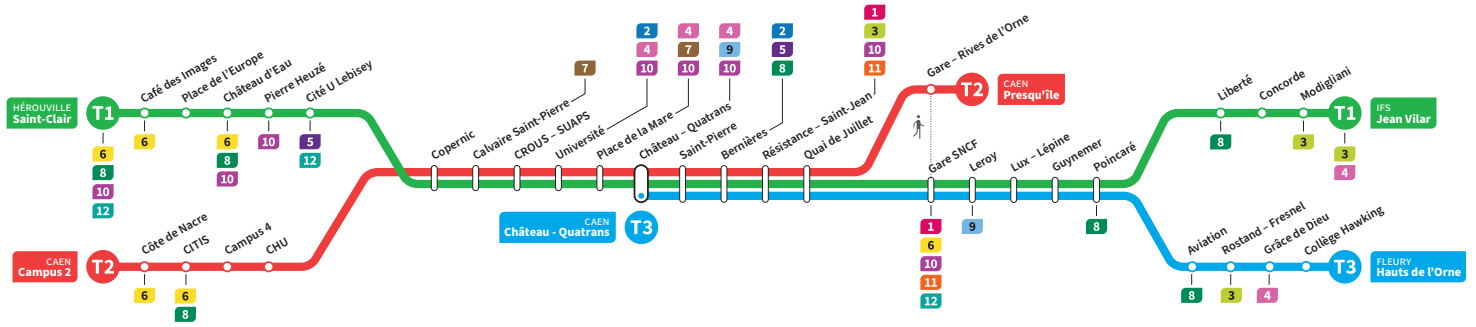 HÉROUVILLE
Saint-Clair
T1
6
8
10
12
Café des Images
6
Place de l'Europe
Château d'Eau
6
8
10
Pierre Heuzé
10
Cité U Lebisey
5
12
CAEN
Campus 2
T2
Côte de Nacre
6
CITIS
6
8
Campus 4
CHU
Copernic
Calvaire Saint-Pierre
7
CROUS – SUAPS
Université
2
4
10
Place de la Mare
4
7
10
Château – Quatrans
4
9
10
CAEN
Château - Quatrans
T3
Saint-Pierre
Bernières
2
5
8
Résistance – Saint-Jean
1
3
10
11
Quai de Juillet
Gare – Rives de l'Orne
T2
CAEN
Presqu'île
Gare SNCF
1
6
10
11
12
Leroy
9
Lux – Lépine
Guynemer
Poincaré
8
Liberté
8
Concorde
Modigliani
3
T1
3
4
IFS
Jean Vilar
Aviation
8
Rostand – Fresnel
3
Grâce de Dieu
4
Collège Hawking
T3
FLEURY
Hauts de l'Orne